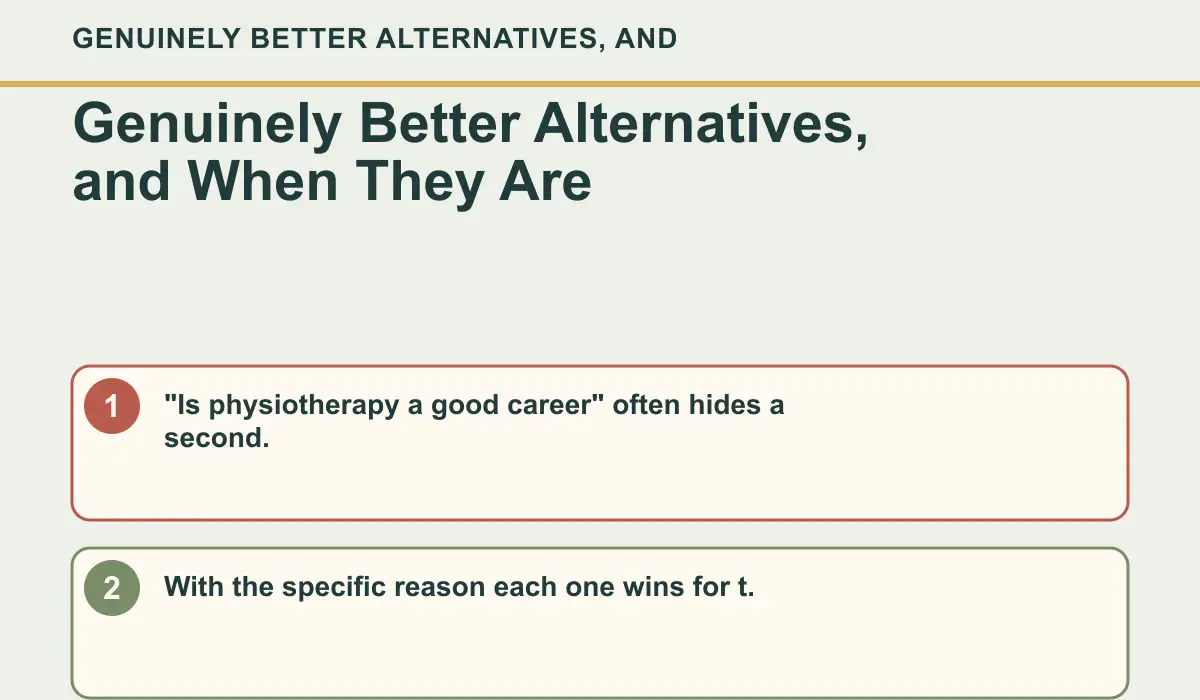 GENUINELY BETTER ALTERNATIVES, AND
Genuinely Better Alternatives,
and When They Are
1
"Is physiotherapy a good career" often hides a
second.
2
With the specific reason each one wins for t.